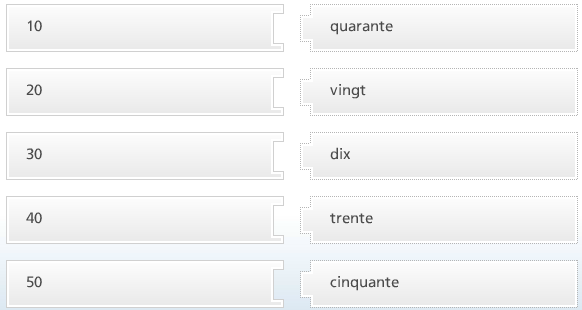 10 quarante
20 vingt
30 dix
40 trente
50 cinquante